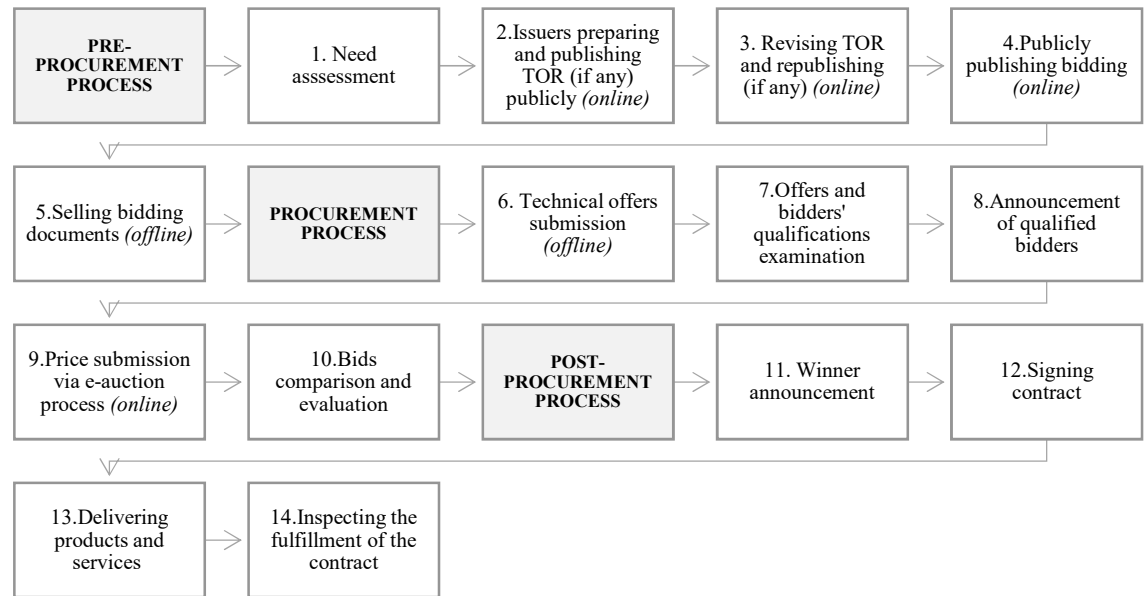 PRE-
PROCUREMENT
PROCESS
1. Need
asssessment
2.Issuers preparing
and publishing
TOR (if any)
publicly (online)
3. Revising TOR
and republishing
(if any) (online)
4.Publicly
publishing bidding
(online)
5.Selling bidding
documents (offline)
PROCUREMENT
PROCESS
6. Technical offers
submission
(offline)
7.Offers and
bidders'
qualifications
examination
8.Announcement
of qualified
bidders
9.Price submission
via e-auction
process (online)
10.Bids
comparison and
evaluation
POST-
PROCUREMENT
PROCESS
11. Winner
announcement
12.Signing
contract
13.Delivering
products and
services
14.Inspecting the
fulfillment of the
contract